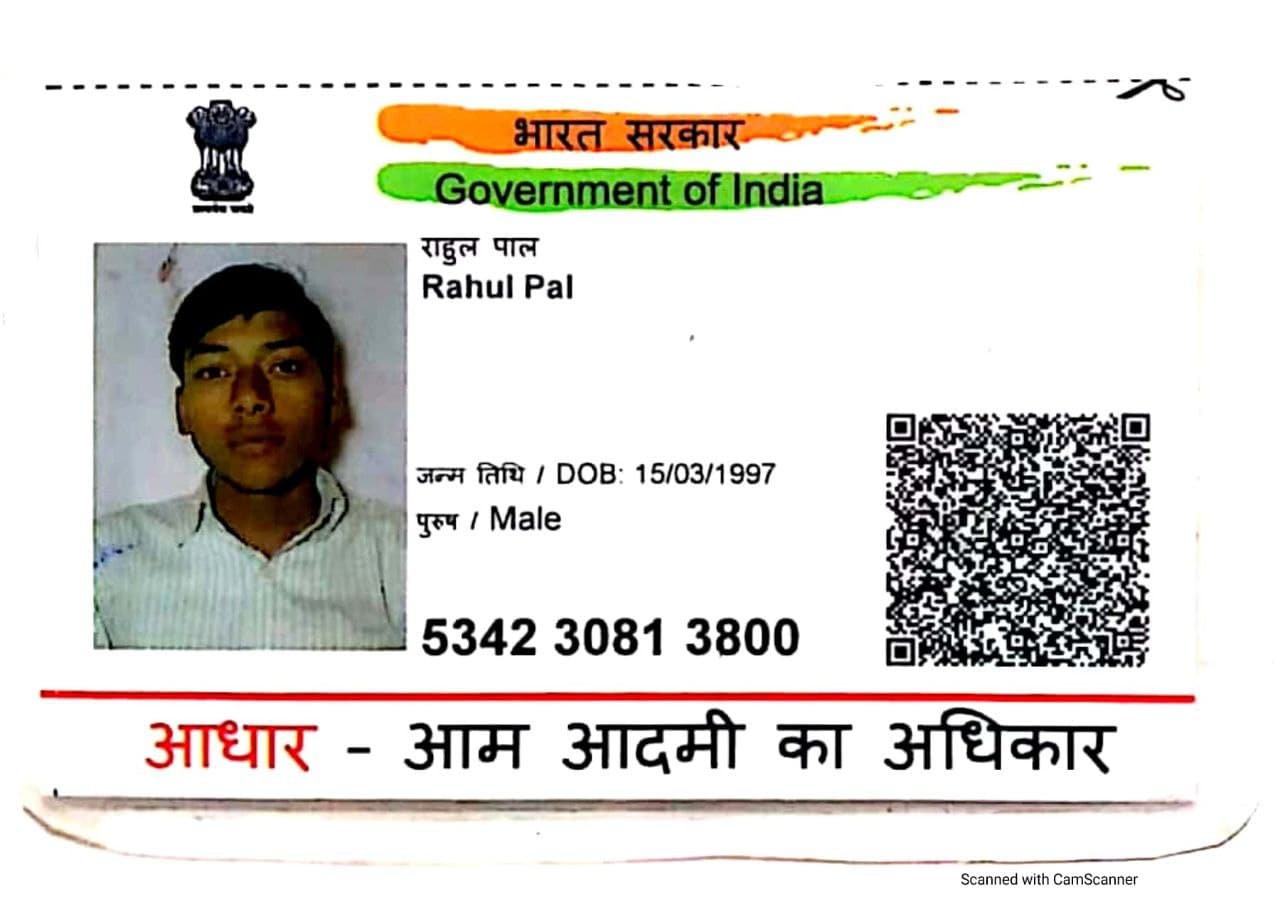 भारत सरकार
Government of India
राहुल पाल
Rahul Pal
जन्म तिथि / DOB: 15/03/1997
पुरुष / Male
5342 3081 3800
आधार - आम आदमी का अधिकार
Scanned with CamScanner